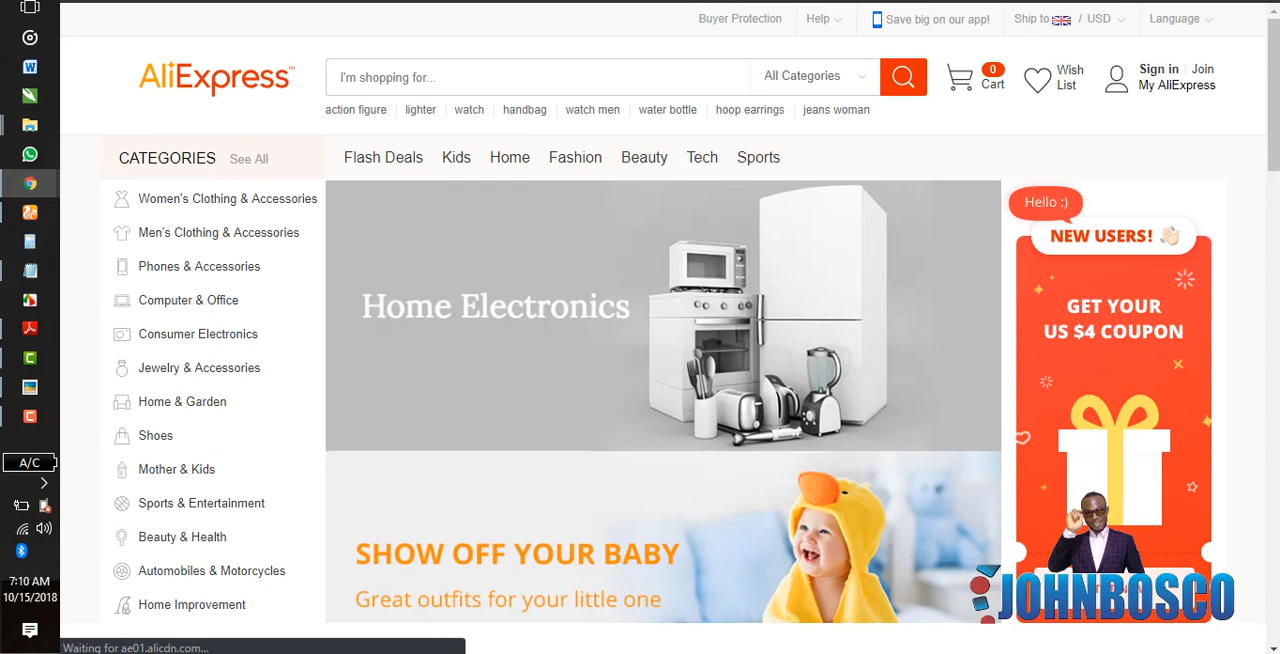 Buyer Protection
Help
Save big on our app!
Ship to / USD
Language
AliExpress™
I'm shopping for...
All Categories
0
Cart
Wish
List
Sign in | Join
My AliExpress
action figure
lighter
watch
handbag
watch men
water bottle
hoop earrings
jeans woman
CATEGORIES See All
Flash Deals
Kids
Home
Fashion
Beauty
Tech
Sports
Women's Clothing & Accessories
Men's Clothing & Accessories
Phones & Accessories
Computer & Office
Consumer Electronics
Jewelry & Accessories
Home & Garden
Shoes
Mother & Kids
Sports & Entertainment
Beauty & Health
Automobiles & Motorcycles
Home Improvement
Home Electronics
SHOW OFF YOUR BABY
Great outfits for your little one
Hello :)
NEW USERS!
GET YOUR
US $4 COUPON
JOHNBOSCO
A/C
7:10 AM
10/15/2018
Waiting for ae01.alicdn.com...